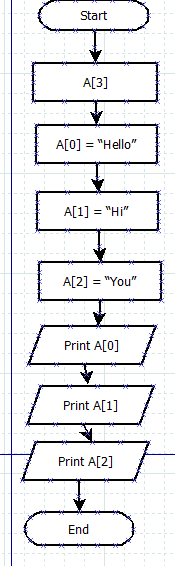 Start
A[3]
A[0] = “Hello”
A[1] = “Hi”
A[2] = “You”
Print A[0]
Print A[1]
Print A[2]
End